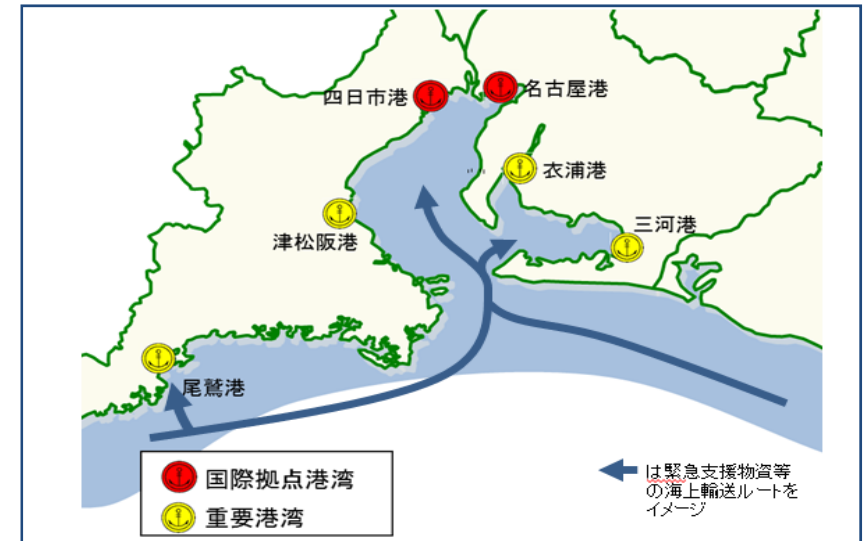 四日市港
名古屋港
衣浦港
津松阪港
三河港
尾鷲港
国際拠点港湾
重要港湾
は緊急支援物資等
の海上輸送ルートを
イメージ